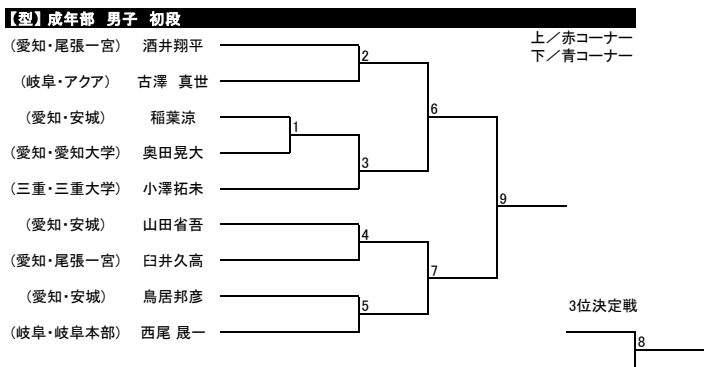 【型】 成年部 男子 初段
上／赤コーナー
下／青コーナー
(愛知・尾張一宮) 酒井翔平
2
(岐阜・アクア) 古澤 真世
6
(愛知・安城) 稲葉涼
1
(愛知・愛知大学) 奥田晃大
3
(三重・三重大学) 小澤拓未
9
(愛知・安城) 山田省吾
4
(愛知・尾張一宮) 臼井久高
7
(愛知・安城) 鳥居邦彦
5
3位決定戦
(岐阜・岐阜本部) 西尾 晟一
8